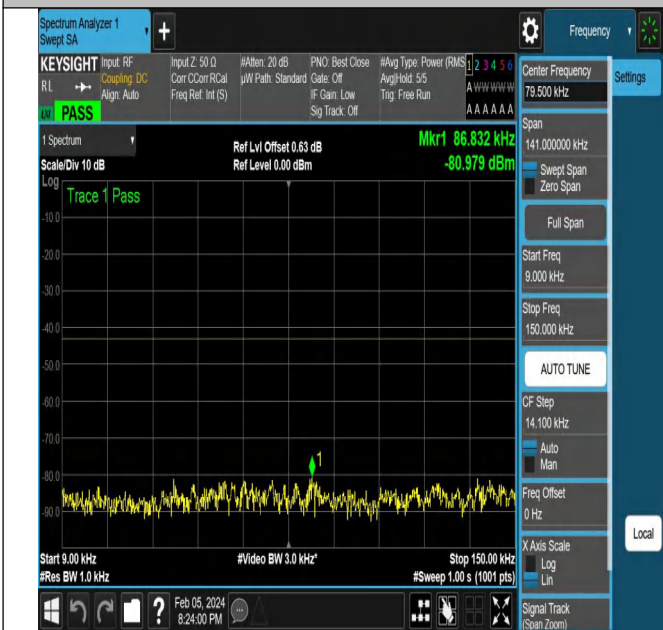 Spectrum Analyzer 1
Swept SA
+
Frequency
KEYSIGHT
RL
LXI
PASS
Input: RF
Coupling: DC
Align: Auto
Input Z: 50 Ω
Corr CCorr RCal
Freq Ref: Int (S)
#Atten: 20 dB
µW Path: Standard
PNO: Best Close
Gate: Off
IF Gain: Low
Sig Track: Off
#Avg Type: Power (RMS
Avg|Hold: 5/5
Trig: Free Run
1 2 3 4 5 6
A W W W W W
A A A A A A
1 Spectrum
Scale/Div 10 dB
Ref Lvl Offset 0.63 dB
Ref Level 0.00 dBm
Mkr1 86.832 kHz
-80.979 dBm
Log
Trace 1 Pass
-10.0
-20.0
-30.0
-40.0
-50.0
-60.0
-70.0
-80.0
-90.0
1
Start 9.00 kHz
#Res BW 1.0 kHz
#Video BW 3.0 kHz*
Stop 150.00 kHz
#Sweep 1.00 s (1001 pts)
?
Feb 05, 2024
8:24:00 PM
Center Frequency
79.500 kHz
Span
141.000000 kHz
Swept Span
Zero Span
Full Span
Start Freq
9.000 kHz
Stop Freq
150.000 kHz
AUTO TUNE
CF Step
14.100 kHz
Auto
Man
Freq Offset
0 Hz
X Axis Scale
Log
Lin
Signal Track
(Span Zoom)
Settings
Local